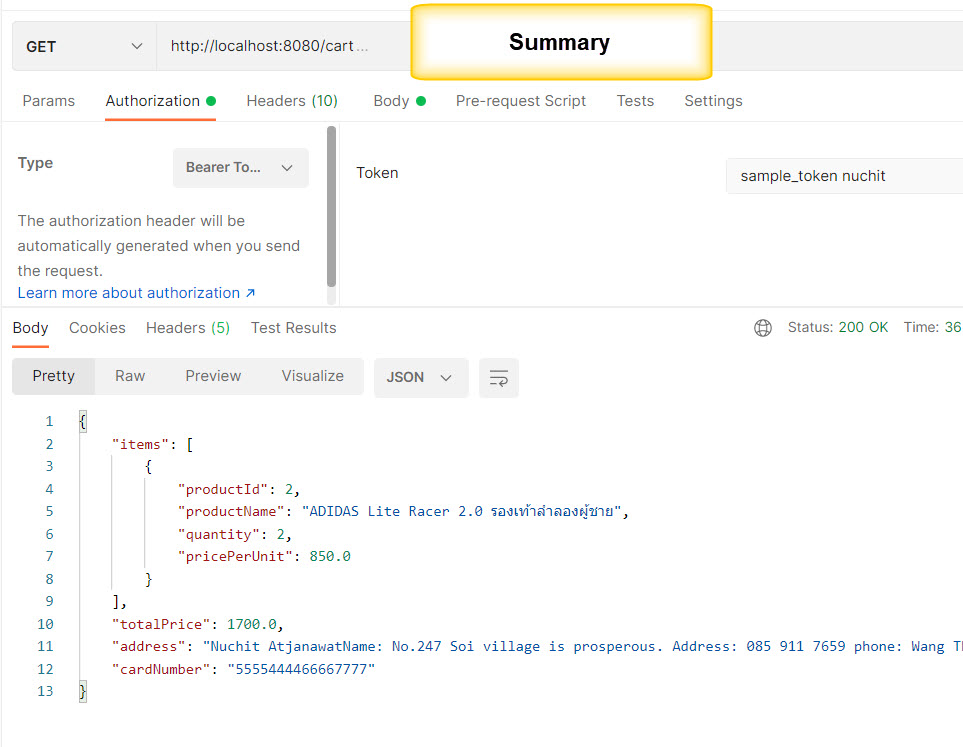 GET http://localhost:8080/cart ... Summary
Params Authorization Headers (10) Body Pre-request Script Tests Settings
Type Bearer To... Token sample_token nuchit
The authorization header will be
automatically generated when you send
the request.
Learn more about authorization ↗
Body Cookies Headers (5) Test Results Status: 200 OK Time: 36
Pretty Raw Preview Visualize JSON
1 {
2 "items": [
3 {
4 "productId": 2,
5 "productName": "ADIDAS Lite Racer 2.0 รองเท้าลำลองผู้ชาย",
6 "quantity": 2,
7 "pricePerUnit": 850.0
8 }
9 ],
10 "totalPrice": 1700.0,
11 "address": "Nuchit AtjanawatName: No.247 Soi village is prosperous. Address: 085 911 7659 phone: Wang
12 "cardNumber": "5555444466667777"
13 }